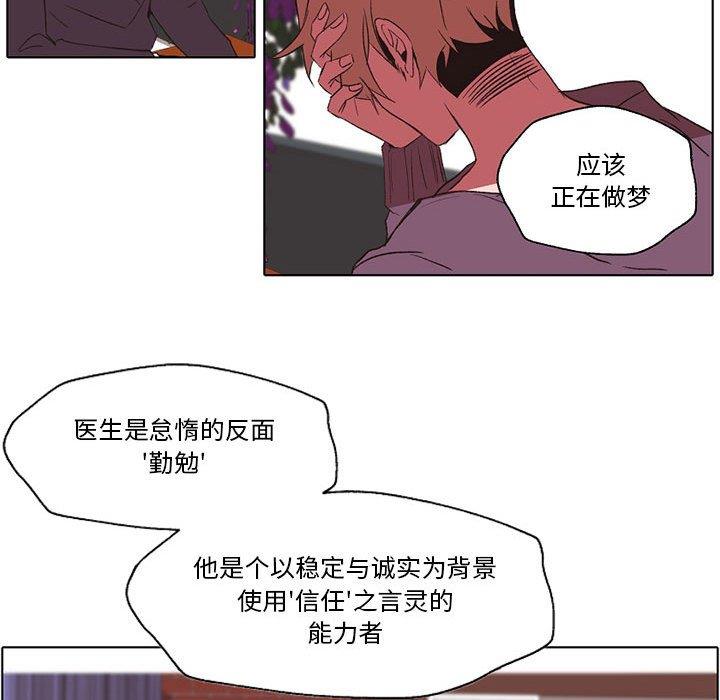 应该
正在做梦
医生是怠惰的反面
'勤勉'
他是个以稳定与诚实为背景
使用'信任'之言灵的
能力者